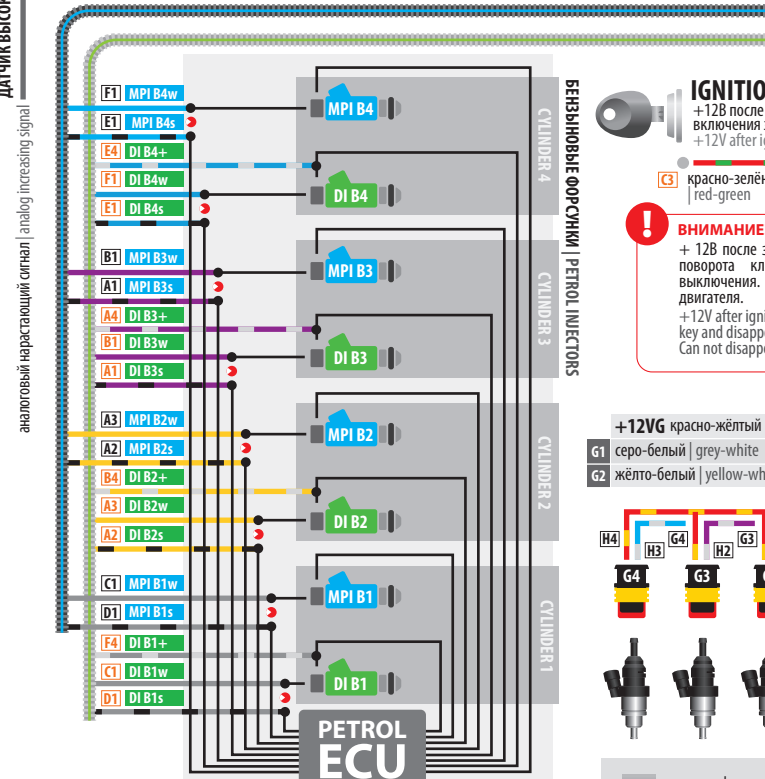 ДАТЧИК ВЫСОК
аналоговый нарастающий сигнал | analog increasing signal
F1 MPI B4w
E1 MPI B4s
E4 DI B4+
F1 DI B4w
E1 DI B4s
B1 MPI B3w
A1 MPI B3s
A4 DI B3+
B1 DI B3w
A1 DI B3s
A3 MPI B2w
A2 MPI B2s
B4 DI B2+
A3 DI B2w
A2 DI B2s
C1 MPI B1w
D1 MPI B1s
F4 DI B1+
C1 DI B1w
D1 DI B1s
MPI B4
DI B4
CYLINDER 4
MPI B3
DI B3
CYLINDER 3
MPI B2
DI B2
CYLINDER 2
MPI B1
DI B1
CYLINDER 1
PETROL
ECU
БЕНЗЫНОВЫЕ ФОРСУНКИ | PETROL INJECTORS
IGNITIO
+12В после
включения з
+12V after ig
C3 красно-зелён
| red-green
!
ВНИМАНИЕ
+ 12В после з
поворота кл
выключения.
двигателя.
+12V after igni
key and disappe
Can not disappe
+12VG красно-жёлтый
G1 серо-белый | grey-white
G2 жёлто-белый | yellow-wh
H4 H3 G4 H2 G3
G4 G3